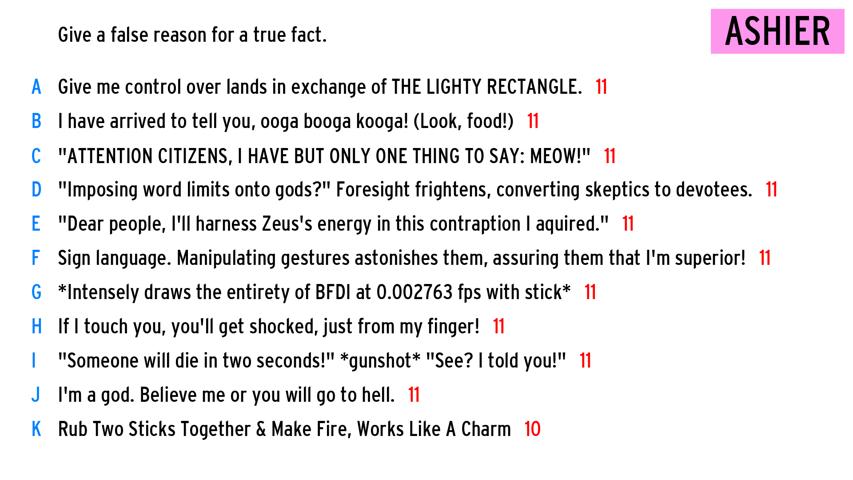 Give a false reason for a true fact.
ASHIER
A Give me control over lands in exchange of THE LIGHTY RECTANGLE. 11
B I have arrived to tell you, ooga booga kooga! (Look, food!) 11
C "ATTENTION CITIZENS, I HAVE BUT ONLY ONE THING TO SAY: MEOW!" 11
D "Imposing word limits onto gods?" Foresight frightens, converting skeptics to devotees. 11
E "Dear people, I'll harness Zeus's energy in this contraption I aquired." 11
F Sign language. Manipulating gestures astonishes them, assuring them that I'm superior! 11
G *Intensely draws the entirety of BFDI at 0.002763 fps with stick* 11
H If I touch you, you'll get shocked, just from my finger! 11
I "Someone will die in two seconds!" *gunshot* "See? I told you!" 11
J I'm a god. Believe me or you will go to hell. 11
K Rub Two Sticks Together & Make Fire, Works Like A Charm 10